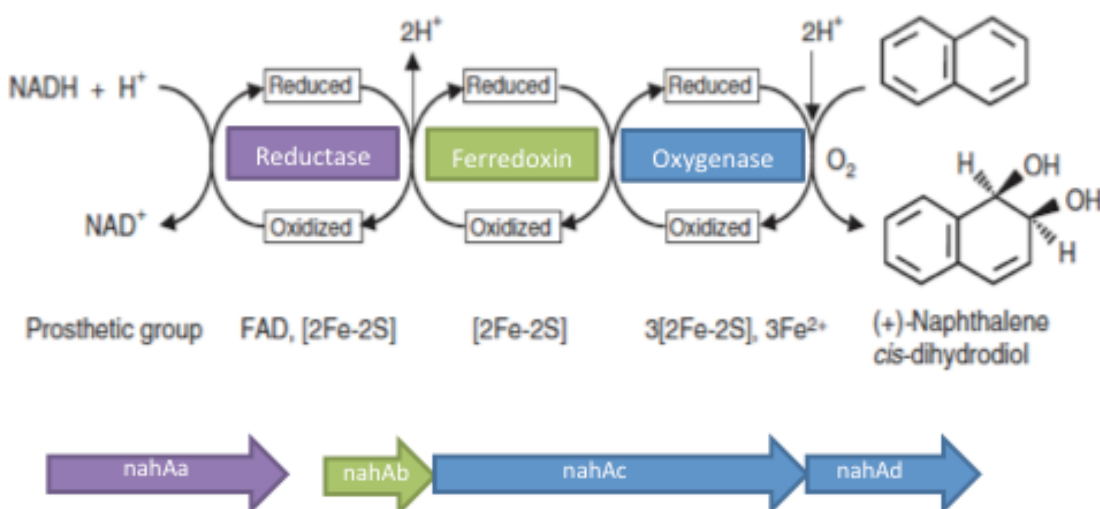 2H⁺ 2H⁺
NADH + H⁺ Reduced Reduced Reduced
Reductase Ferredoxin Oxygenase O₂
H OH
OH
NAD⁺ Oxidized Oxidized Oxidized
H
Prosthetic group FAD, [2Fe-2S] [2Fe-2S] 3[2Fe-2S], 3Fe²⁺ (+)-Naphthalene
cis-dihydrodiol
nahAa nahAb nahAc nahAd